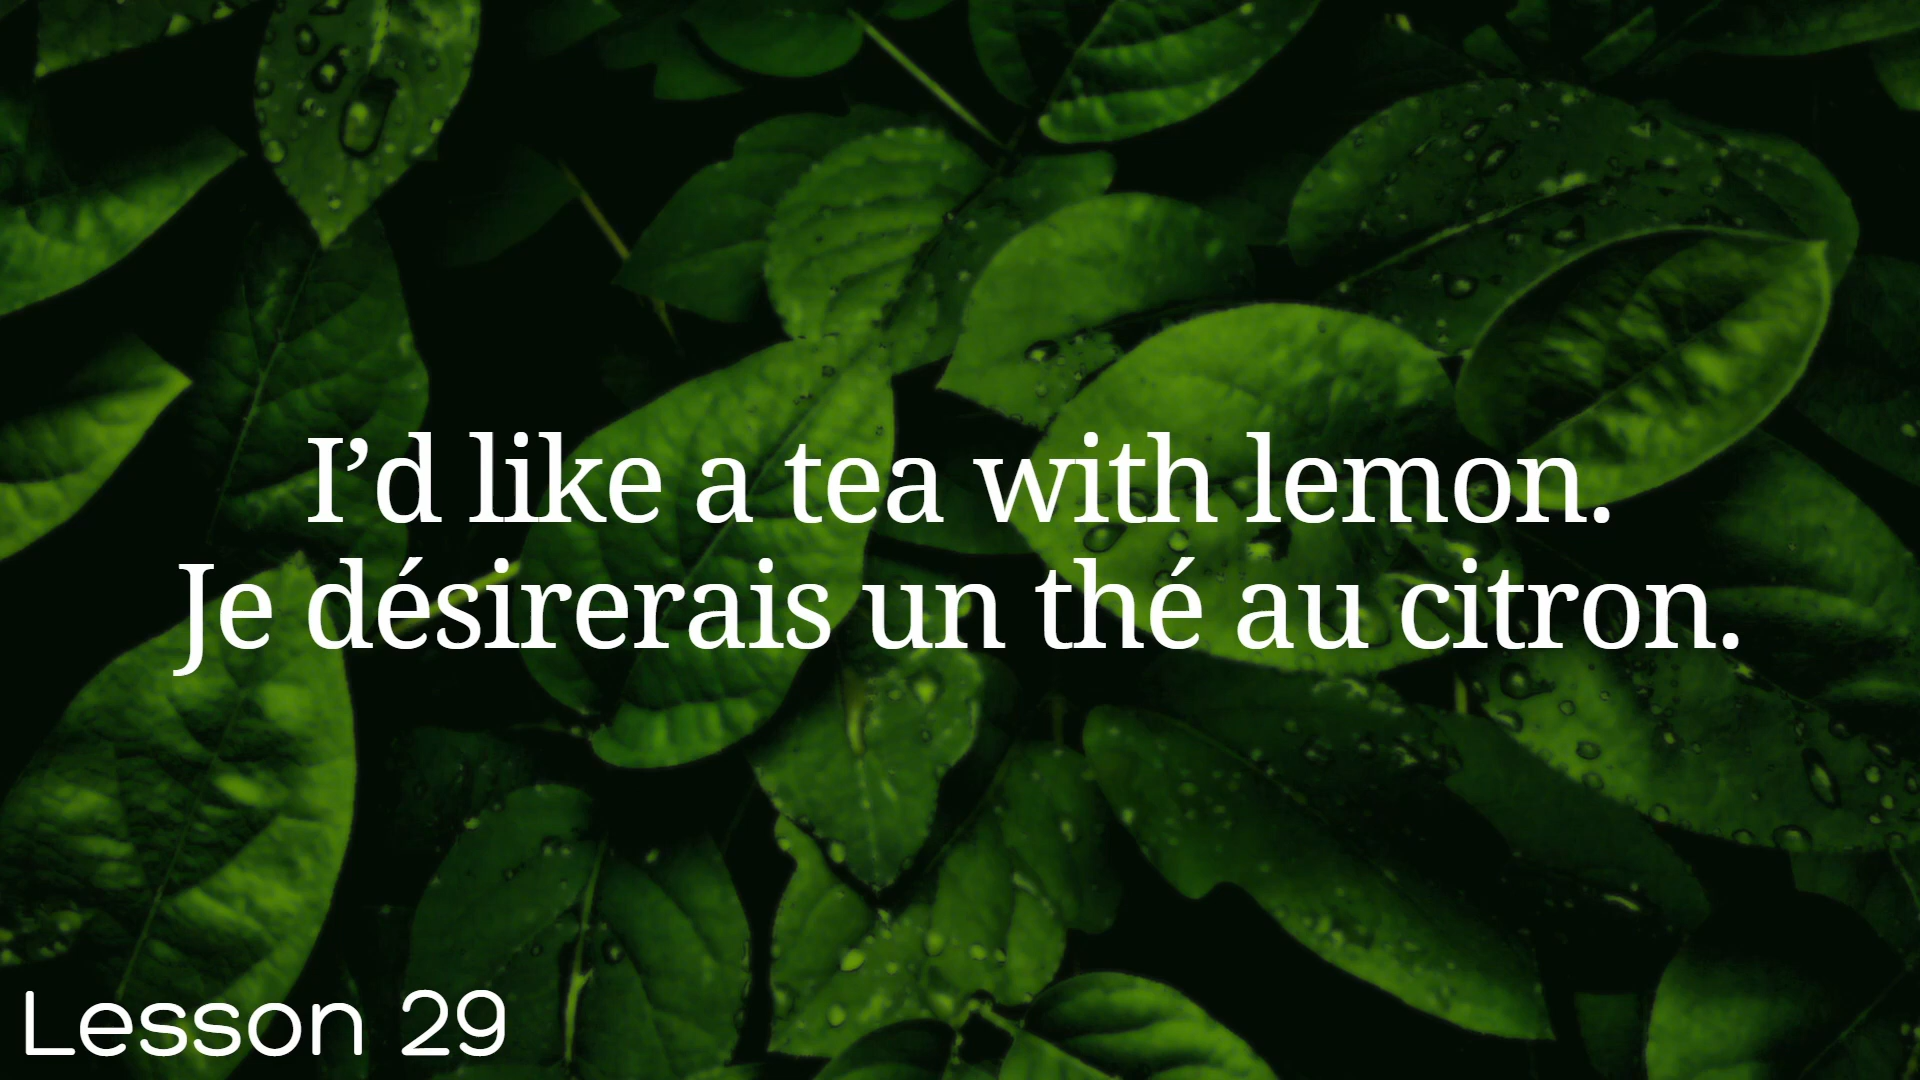 I’d like a tea with lemon.
Je désirerais un thé au citron.
Lesson 29